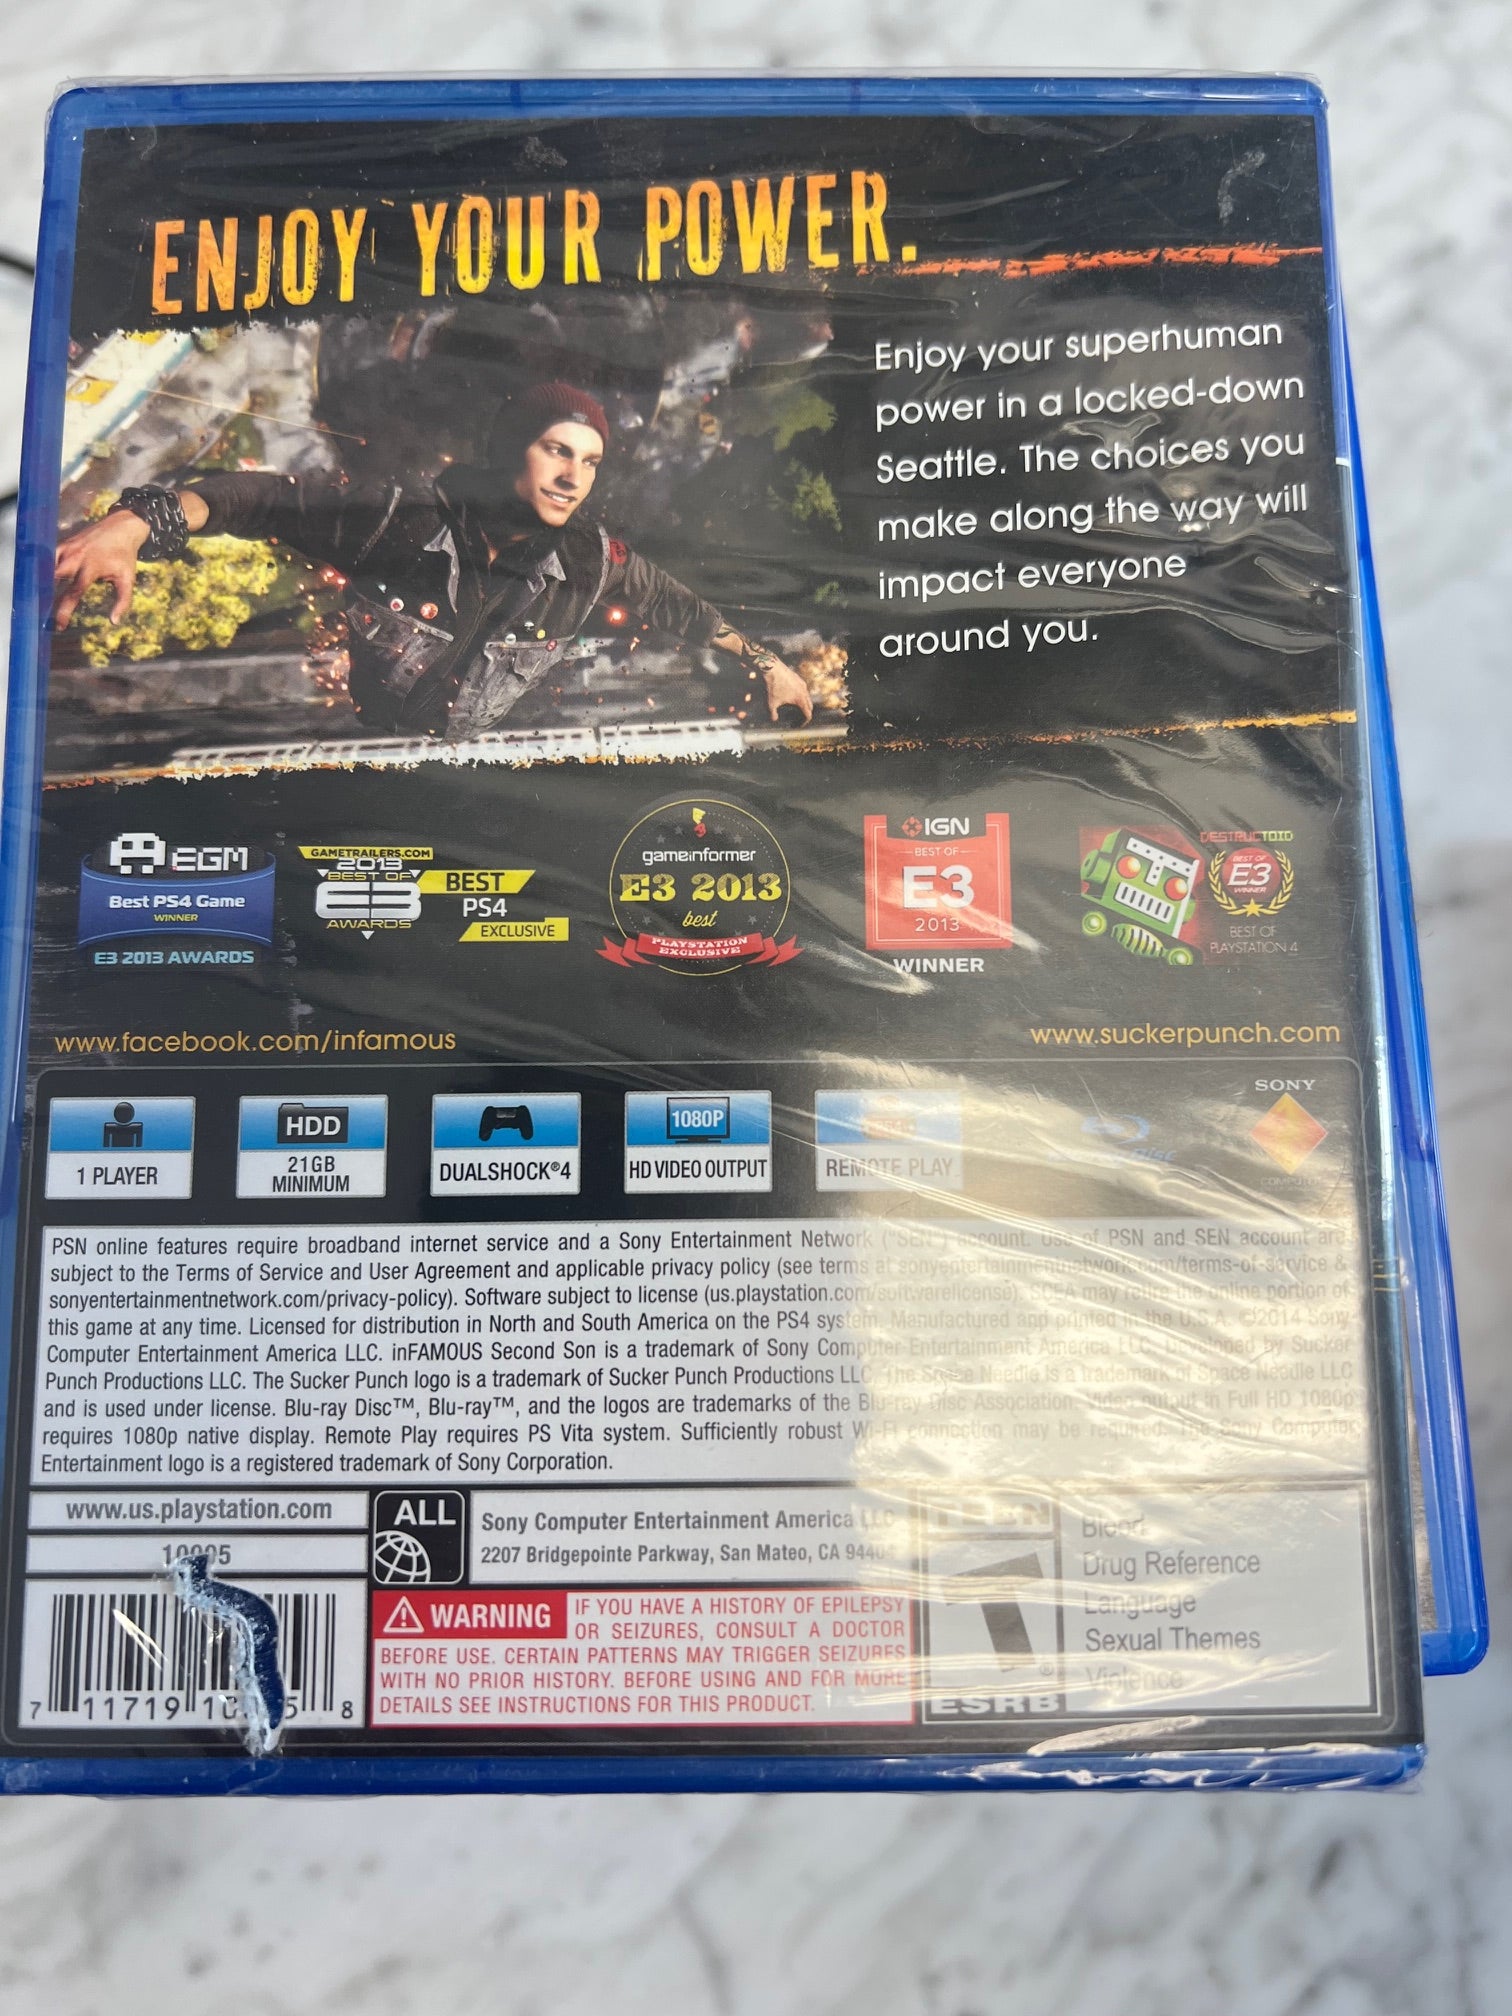 ENJOY YOUR POWER.
Enjoy your superhuman
power in a locked-down
Seattle. The choices you
make along the way will
impact everyone
around you.
EGM
Best PS4 Game
WINNER
E3 2013 AWARDS
GAMETRAILERS.COM
2013
BEST OF
E3
AWARDS
BEST
PS4
EXCLUSIVE
gameinformer
E3 2013
best
PLAYSTATION
EXCLUSIVE
IGN
BEST OF
E3
2013
WINNER
DESTRUCTOID
BEST OF
E3
WINNER
BEST OF
PLAYSTATION 4
www.facebook.com/infamous
www.suckerpunch.com
1 PLAYER
HDD
21GB
MINIMUM
DUALSHOCK®4
1080P
HD VIDEO OUTPUT
REMOTE PLAY
SONY
COMPUTER
PSN online features require broadband internet service and a Sony Entertainment Network ("SEN") account. Use of PSN and SEN account are
subject to the Terms of Service and User Agreement and applicable privacy policy (see terms at sonyentertainmentnetwork.com/terms-of-service &
sonyentertainmentnetwork.com/privacy-policy). Software subject to license (us.playstation.com/softwarelicense). SCEA may retire the online portion of
this game at any time. Licensed for distribution in North and South America on the PS4 system. Manufactured and printed in the U.S.A. ©2014 Sony
Computer Entertainment America LLC. inFAMOUS Second Son is a trademark of Sony Computer Entertainment America LLC. Developed by Sucker
Punch Productions LLC. The Sucker Punch logo is a trademark of Sucker Punch Productions LLC. The Space Needle is a trademark of Space Needle LLC
and is used under license. Blu-ray Disc™, Blu-ray™, and the logos are trademarks of the Blu-ray Disc Association. Video output in Full HD 1080p
requires 1080p native display. Remote Play requires PS Vita system. Sufficiently robust Wi-Fi connection may be required. The Sony Computer
Entertainment logo is a registered trademark of Sony Corporation.
www.us.playstation.com
ALL
Sony Computer Entertainment America LLC
2207 Bridgepointe Parkway, San Mateo, CA 94404
WARNING IF YOU HAVE A HISTORY OF EPILEPSY
OR SEIZURES, CONSULT A DOCTOR
BEFORE USE. CERTAIN PATTERNS MAY TRIGGER SEIZURES
WITH NO PRIOR HISTORY. BEFORE USING AND FOR MORE
DETAILS SEE INSTRUCTIONS FOR THIS PRODUCT.
TEEN
T
®
ESRB
Blood
Drug Reference
Language
Sexual Themes
Violence
7 11719 8